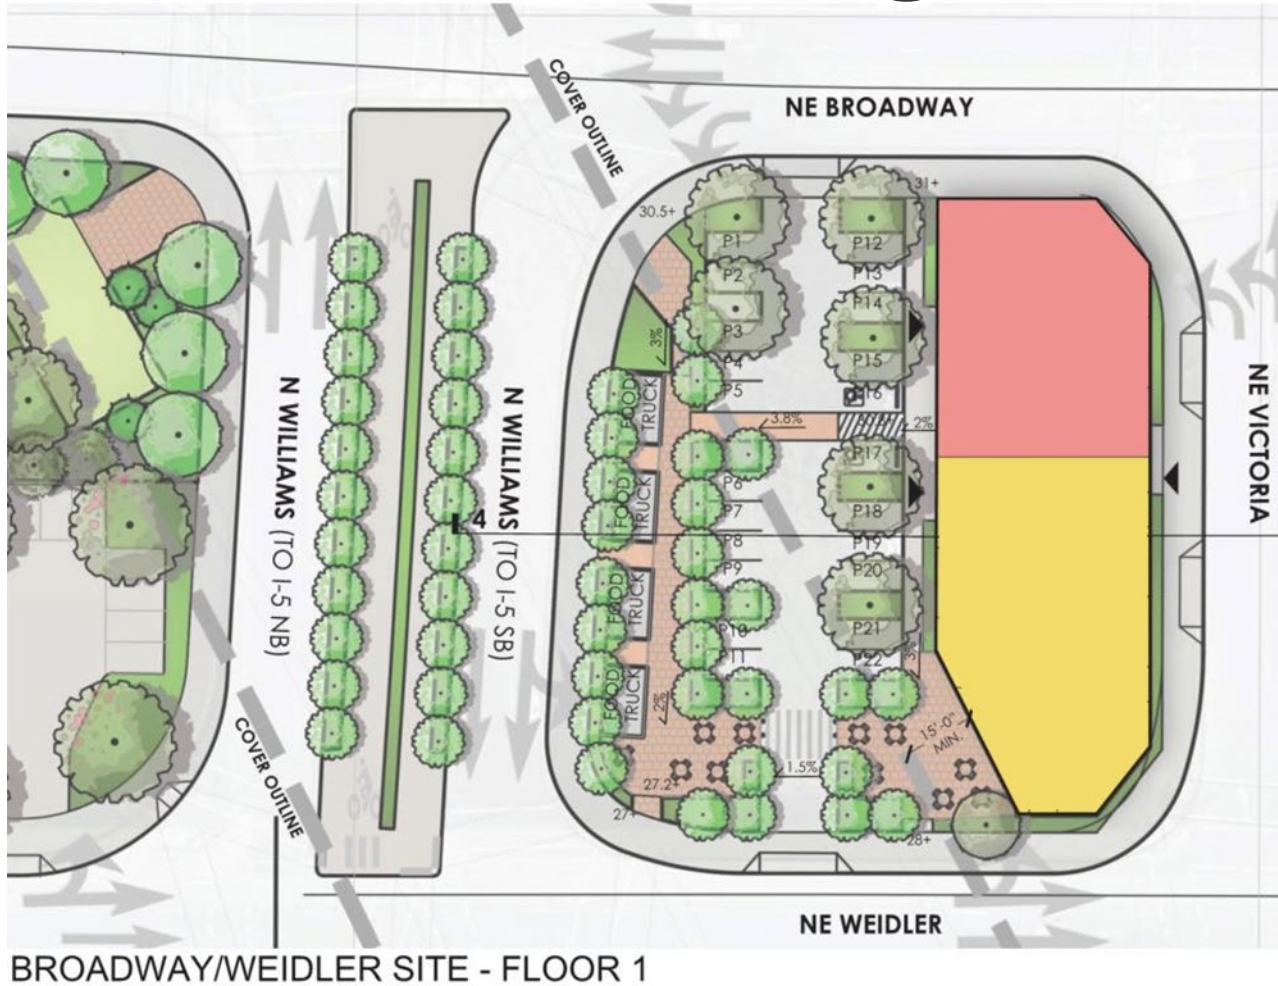 COVER OUTLINE
NE BROADWAY
31+
30.5+
P1
P12
P13
P2
P14
P3
3%
P15
P4
P5
P16
FOOD TRUCK
3.8%
2%
N WILLIAMS (TO I-5 NB)
N WILLIAMS (TO I-5 SB)
NE VICTORIA
P17
P6
FOOD TRUCK
P7
P18
4
P8
P19
P9
P20
FOOD TRUCK
P10
P21
P11
P22
3%
FOOD TRUCK
2%
15'-0"
MIN.
COVER OUTLINE
1.5%
27.2+
27+
28+
NE WEIDLER
BROADWAY/WEIDLER SITE - FLOOR 1